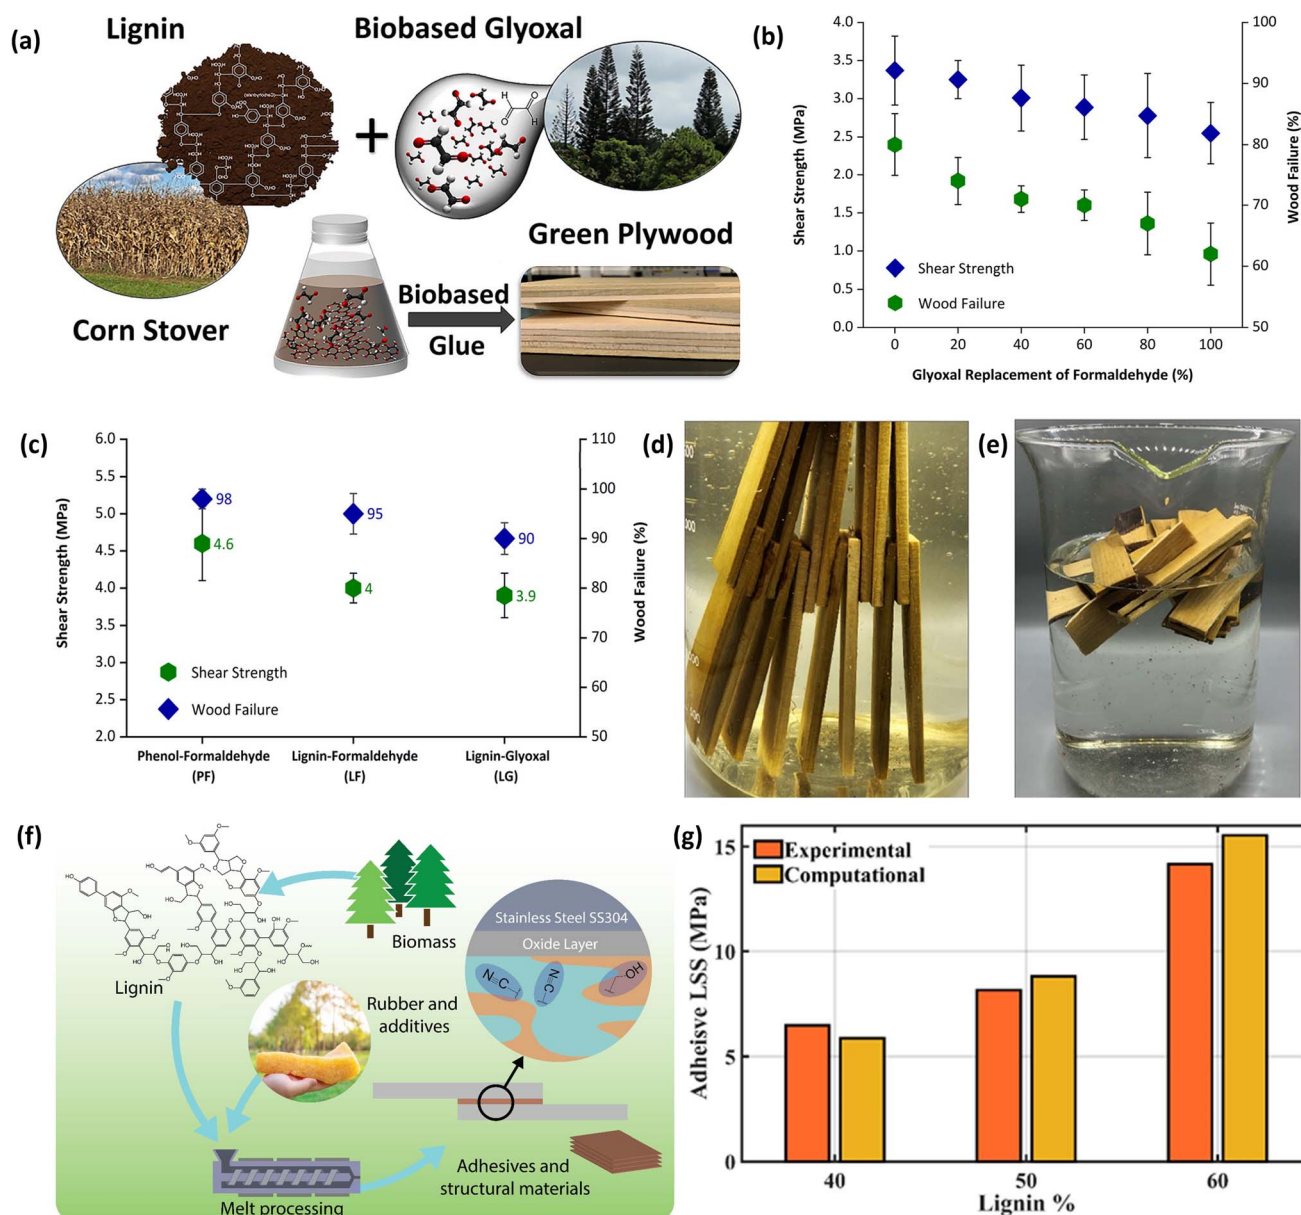 (a)
Lignin
Biobased Glyoxal
+
Corn Stover
Biobased
Glue
Green Plywood
(b)
4.0
3.5
3.0
2.5
2.0
1.5
1.0
0.5
0.0
Shear Strength (MPa)
100
90
80
70
60
50
Wood Failure (%)
Shear Strength
Wood Failure
0 20 40 60 80 100
Glyoxal Replacement of Formaldehyde (%)
(c)
6.0
5.5
5.0
4.5
4.0
3.5
3.0
2.5
2.0
Shear Strength (MPa)
110
100
90
80
70
60
50
Wood Failure (%)
98
95
90
4.6
4
3.9
Shear Strength
Wood Failure
Phenol-Formaldehyde
(PF)
Lignin-Formaldehyde
(LF)
Lignin-Glyoxal
(LG)
(d)
(e)
(f)
Lignin
Biomass
Rubber and
additives
Stainless Steel SS304
Oxide Layer
Melt processing
Adhesives and
structural materials
(g)
Experimental
Computational
15
10
5
0
Adheisve LSS (MPa)
40 50 60
Lignin %